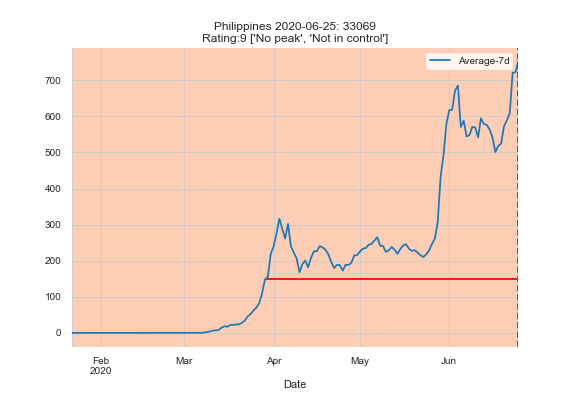 Philippines 2020-06-25: 33069
Rating:9 ['No peak', 'Not in control']
Average-7d
700
600
500
400
300
200
100
0
Feb
2020
Mar
Apr
May
Jun
Date